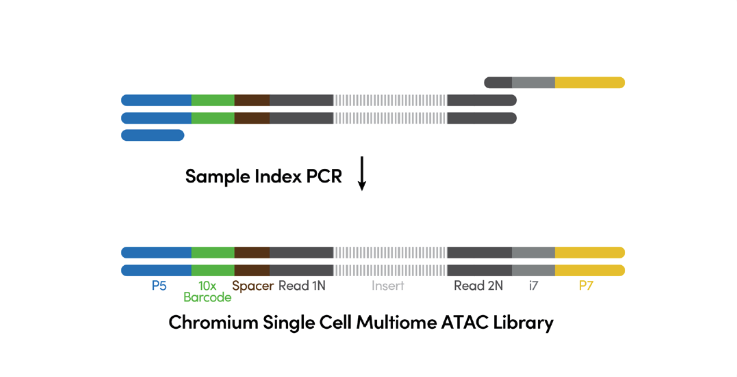 Sample Index PCR
P5 10x Spacer Read 1N Insert Read 2N i7 P7
Barcode
Chromium Single Cell Multiome ATAC Library